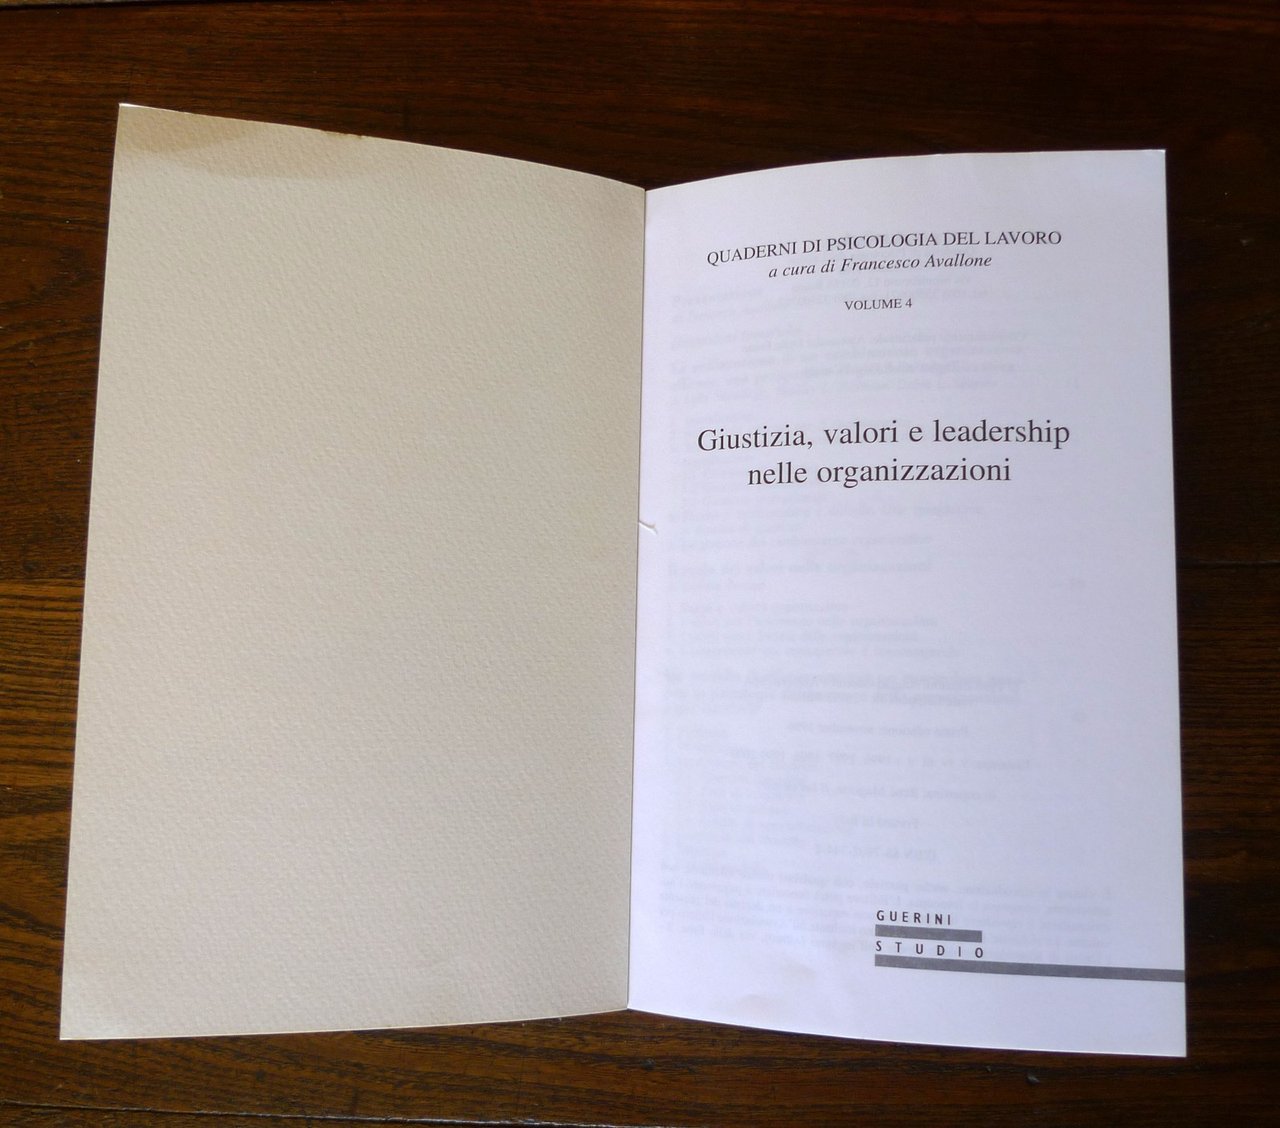 QUADERNI DI PSICOLOGIA DEL LAVORO
a cura di Francesco Avallone
VOLUME 4
Giustizia, valori e leadership
nelle organizzazioni
GUERINI
STUDIO